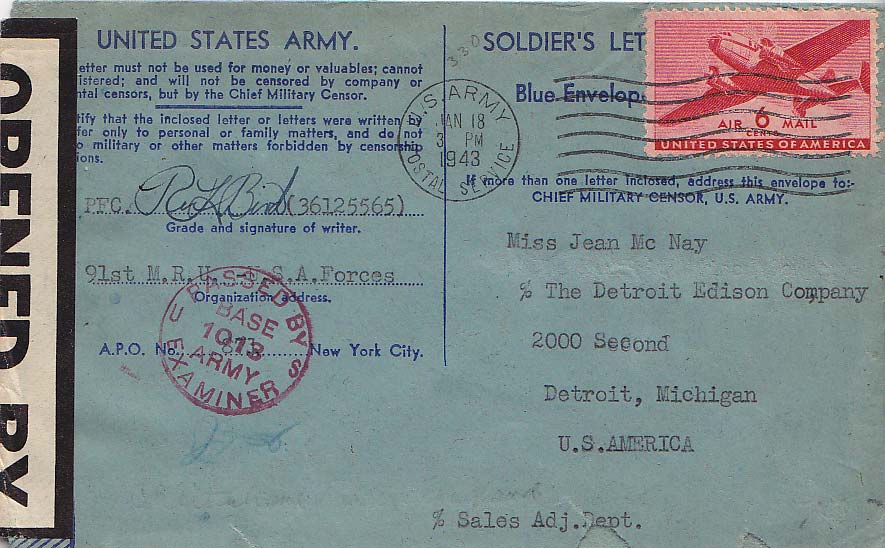 OPENED BY
UNITED STATES ARMY.
etter must not be used for money or valuables; cannot
istered; and will not be censored by company or
ntal censors, but by the Chief Military Censor.
tify that the inclosed letter or letters were written by
fer only to personal or family matters, and do not
o military or other matters forbidden by censorship
ions.
PFC. (36125565)
Grade and signature of writer.
91st M.R.U. U.S.A.Forces
Organization address.
A.P.O. No. New York City.
PASSED BY
BASE
1073
ARMY
EXAMINER
U S
SOLDIER'S LET
330
Blue Envelop
U.S. ARMY
JAN 18
3 PM
1943
POSTAL SERVICE
AIR 6 MAIL
CENTS
UNITED STATES OF AMERICA
If more than one letter inclosed, address this envelope to:-
CHIEF MILITARY CENSOR, U.S. ARMY.
Miss Jean Mc Nay
% The Detroit Edison Company
2000 Second
Detroit, Michigan
U.S.AMERICA
% Sales Adj.Dept.